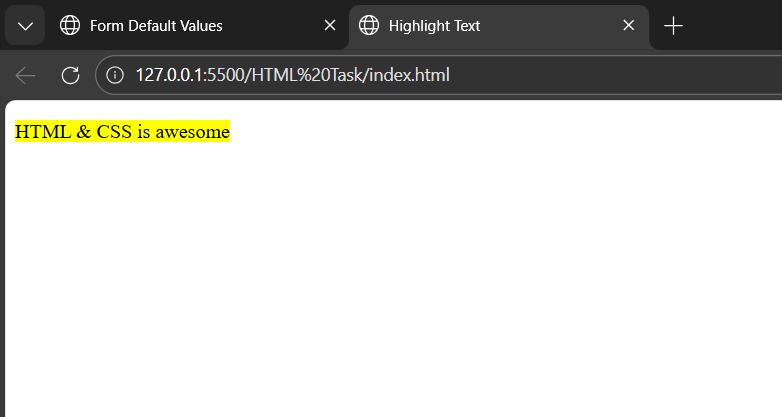 Form Default Values
Highlight Text
127.0.0.1:5500/HTML%20Task/index.html
HTML & CSS is awesome